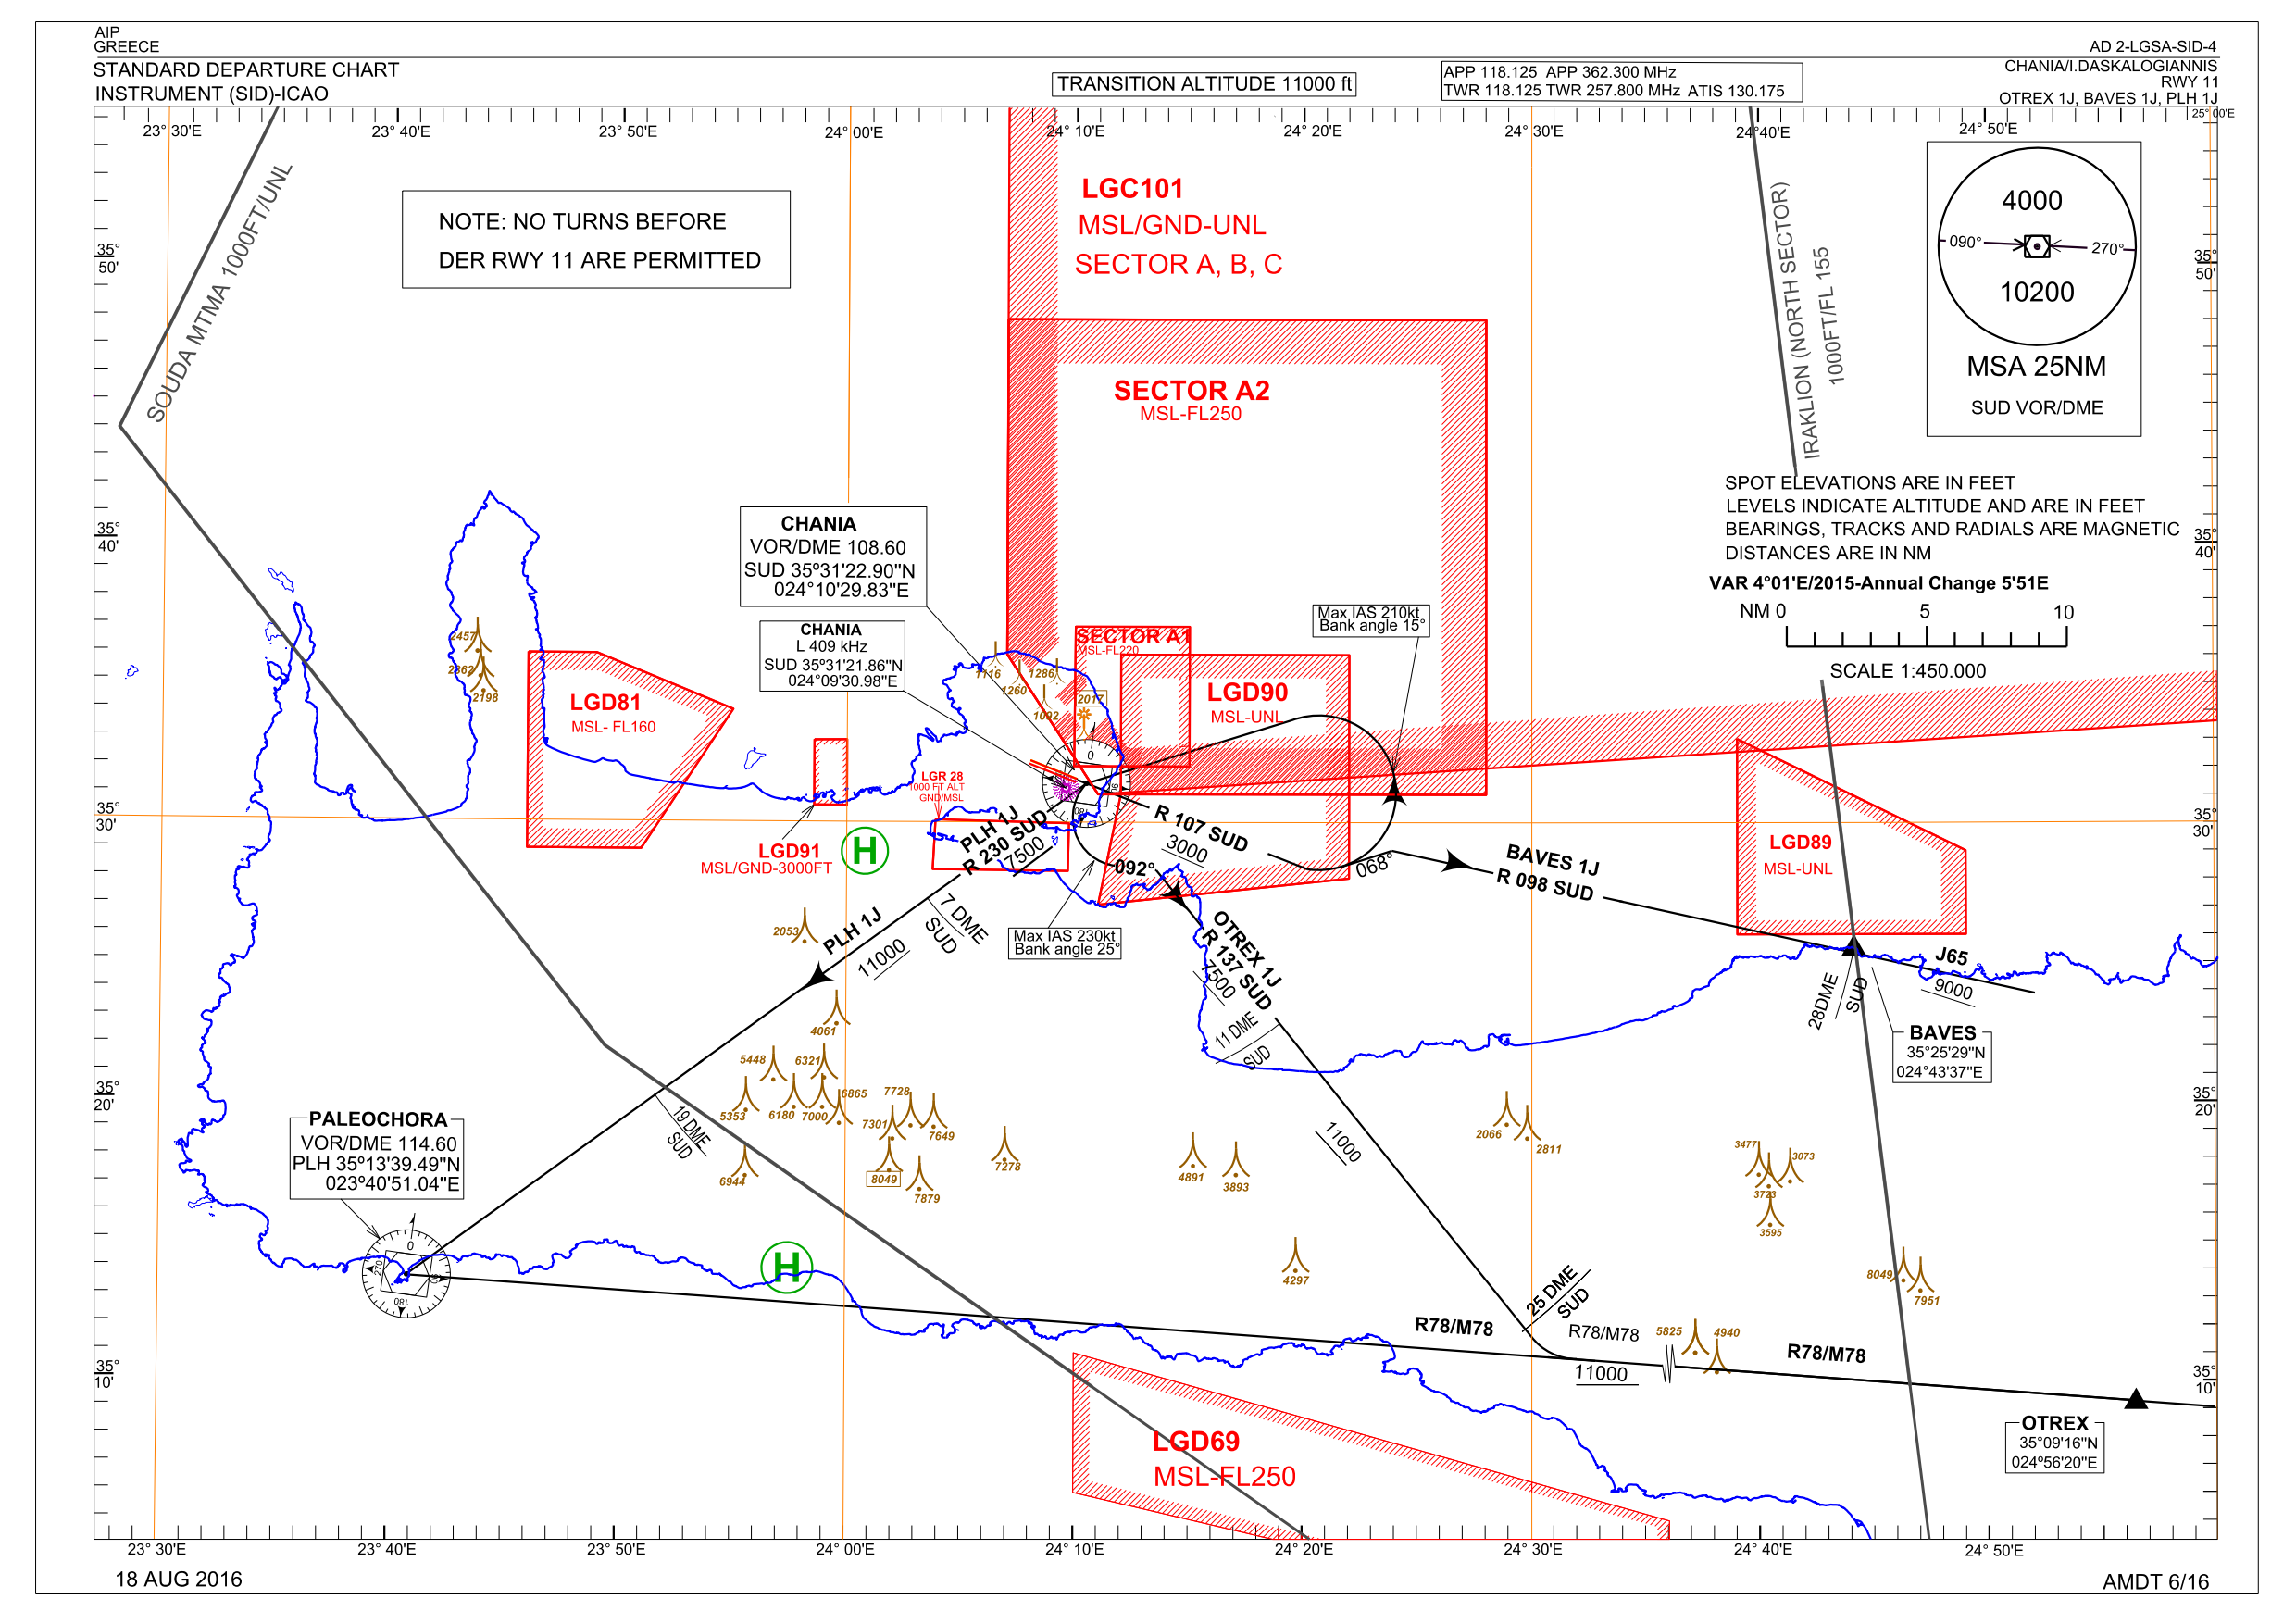 AIP
GREECE
AD 2-LGSA-SID-4
STANDARD DEPARTURE CHART
INSTRUMENT (SID)-ICAO
TRANSITION ALTITUDE 11000 ft
APP 118.125 APP 362.300 MHz
TWR 118.125 TWR 257.800 MHz ATIS 130.175
CHANIA/I.DASKALOGIANNIS
RWY 11
OTREX 1J, BAVES 1J, PLH 1J
23° 30'E
23° 40'E
23° 50'E
24° 00'E
24° 10'E
24° 20'E
24° 30'E
24°40'E
24° 50'E
25° 00'E
SOUDA MTMA 1000FT/UNL
NOTE: NO TURNS BEFORE
DER RWY 11 ARE PERMITTED
LGC101
MSL/GND-UNL
SECTOR A, B, C
IRAKLION (NORTH SECTOR)
1000FT/FL 155
4000
090°
270°
10200
MSA 25NM
SUD VOR/DME
35°
50'
35°
50'
SECTOR A2
MSL-FL250
SPOT ELEVATIONS ARE IN FEET
LEVELS INDICATE ALTITUDE AND ARE IN FEET
BEARINGS, TRACKS AND RADIALS ARE MAGNETIC
DISTANCES ARE IN NM
VAR 4°01'E/2015-Annual Change 5'51E
NM 0
5
10
SCALE 1:450.000
35°
40'
35°
40'
CHANIA
VOR/DME 108.60
SUD 35º31'22.90"N
024°10'29.83"E
CHANIA
L 409 kHz
SUD 35º31'21.86"N
024°09'30.98"E
Max IAS 210kt
Bank angle 15°
SECTOR A1
MSL-FL220
2457
2362
2198
1116
1286
1260
1092
2017
LGD81
MSL- FL160
LGD90
MSL-UNL
0
LGR 28
1000 FT ALT
GND/MSL
35°
30'
35°
30'
LGD91
MSL/GND-3000FT
H
PLH 1J
R 230 SUD
7500
092°
R 107 SUD
3000
068°
BAVES 1J
R 098 SUD
LGD89
MSL-UNL
2053
PLH 1J
11000
7 DME
SUD
Max IAS 230kt
Bank angle 25°
OTREX 1J
R 137 SUD
7500
11 DME
SUD
28DME
SUD
J65
9000
BAVES
35°25'29"N
024°43'37"E
4061
5448
6321
5353
6180
7000
6865
7728
7301
7649
6944
8049
7879
7278
4891
3893
2066
2811
3477
3073
3723
3595
35°
20'
35°
20'
19 DME
SUD
11000
PALEOCHORA
VOR/DME 114.60
PLH 35º13'39.49"N
023º40'51.04"E
0
270
180
H
4297
8049
7951
25 DME
SUD
R78/M78
R78/M78
5825
4940
R78/M78
11000
35°
10'
35°
10'
LGD69
MSL-FL250
OTREX
35°09'16"N
024°56'20"E
23° 30'E
23° 40'E
23° 50'E
24° 00'E
24° 10'E
24° 20'E
24° 30'E
24° 40'E
24° 50'E
18 AUG 2016
AMDT 6/16